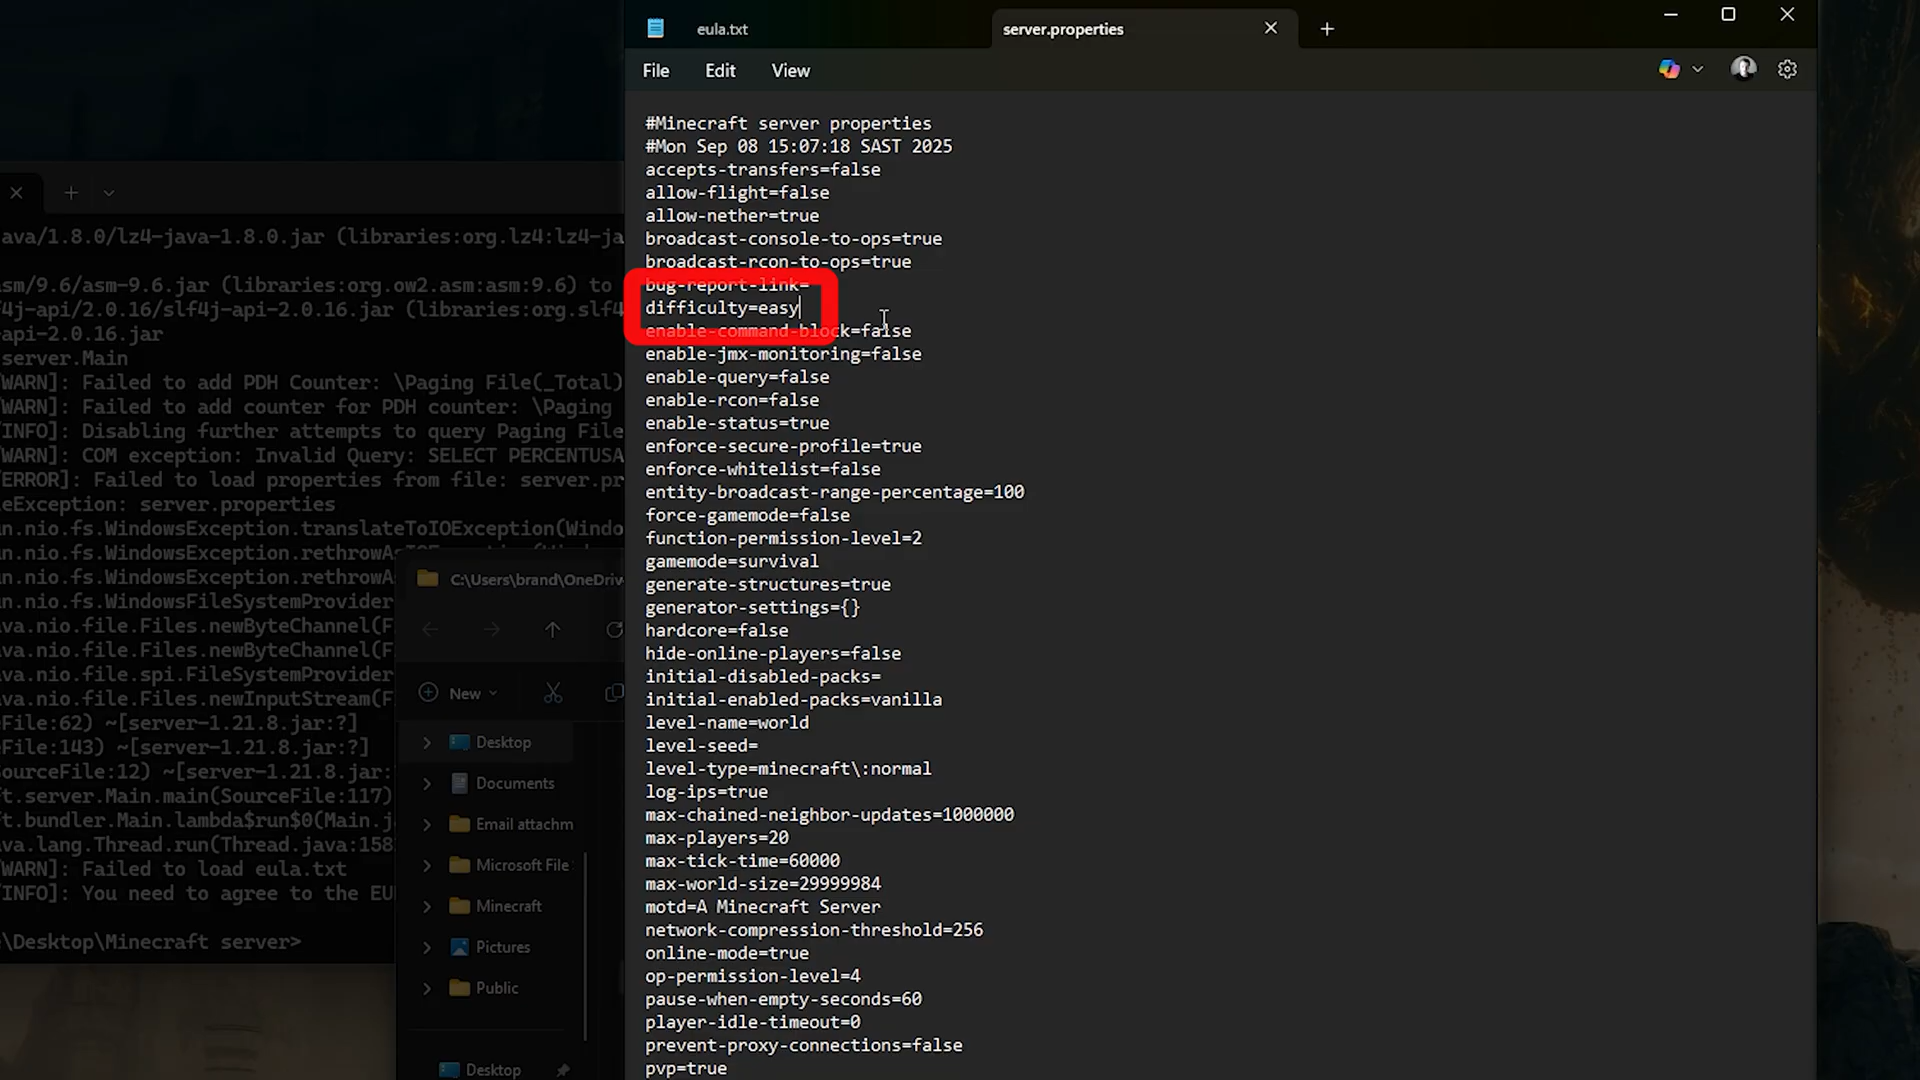 eula.txt
server.properties
File
Edit
View
#Minecraft server properties
#Mon Sep 08 15:07:18 SAST 2025
accepts-transfers=false
allow-flight=false
allow-nether=true
broadcast-console-to-ops=true
broadcast-rcon-to-ops=true
bug-report-link=
difficulty=easy
enable-command-block=false
enable-jmx-monitoring=false
enable-query=false
enable-rcon=false
enable-status=true
enforce-secure-profile=true
enforce-whitelist=false
entity-broadcast-range-percentage=100
force-gamemode=false
function-permission-level=2
gamemode=survival
generate-structures=true
generator-settings={}
hardcore=false
hide-online-players=false
initial-disabled-packs=
initial-enabled-packs=vanilla
level-name=world
level-seed=
level-type=minecraft\:normal
log-ips=true
max-chained-neighbor-updates=1000000
max-players=20
max-tick-time=60000
max-world-size=29999984
motd=A Minecraft Server
network-compression-threshold=256
online-mode=true
op-permission-level=4
pause-when-empty-seconds=60
player-idle-timeout=0
prevent-proxy-connections=false
pvp=true
ava/1.8.0/lz4-java-1.8.0.jar (libraries:org.lz4:lz4-ja
asm/9.6/asm-9.6.jar (libraries:org.ow2.asm:asm:9.6) to
f4j-api/2.0.16/slf4j-api-2.0.16.jar (libraries:org.slf4
-api-2.0.16.jar
server.Main
WARN]: Failed to add PDH Counter: \Paging File(_Total)
WARN]: Failed to add counter for PDH counter: \Paging
INFO]: Disabling further attempts to query Paging File
WARN]: COM exception: Invalid Query: SELECT PERCENTUSA
ERROR]: Failed to load properties from file: server.pr
leException: server.properties
n.nio.fs.WindowsException.translateToIOException(Windo
n.nio.fs.WindowsException.rethrowAsIOException(Window
n.nio.fs.WindowsException.rethrowA
n.nio.fs.WindowsFileSystemProvider
va.nio.file.Files.newByteChannel(F
va.nio.file.Files.newByteChannel(F
va.nio.file.spi.FileSystemProvider
va.nio.file.Files.newInputStream(F
eFile:62) ~[server-1.21.8.jar:?]
eFile:143) ~[server-1.21.8.jar:?]
SourceFile:12) ~[server-1.21.8.jar:
ft.server.Main.main(SourceFile:117)
ft.bundler.Main.lambda$run$0(Main.j
va.lang.Thread.run(Thread.java:158
WARN]: Failed to load eula.txt
INFO]: You need to agree to the EU
\Desktop\Minecraft server>
C:\Users\brand\OneDriv
New
Desktop
Documents
Email attachm
Microsoft File
Minecraft
Pictures
Public
Desktop